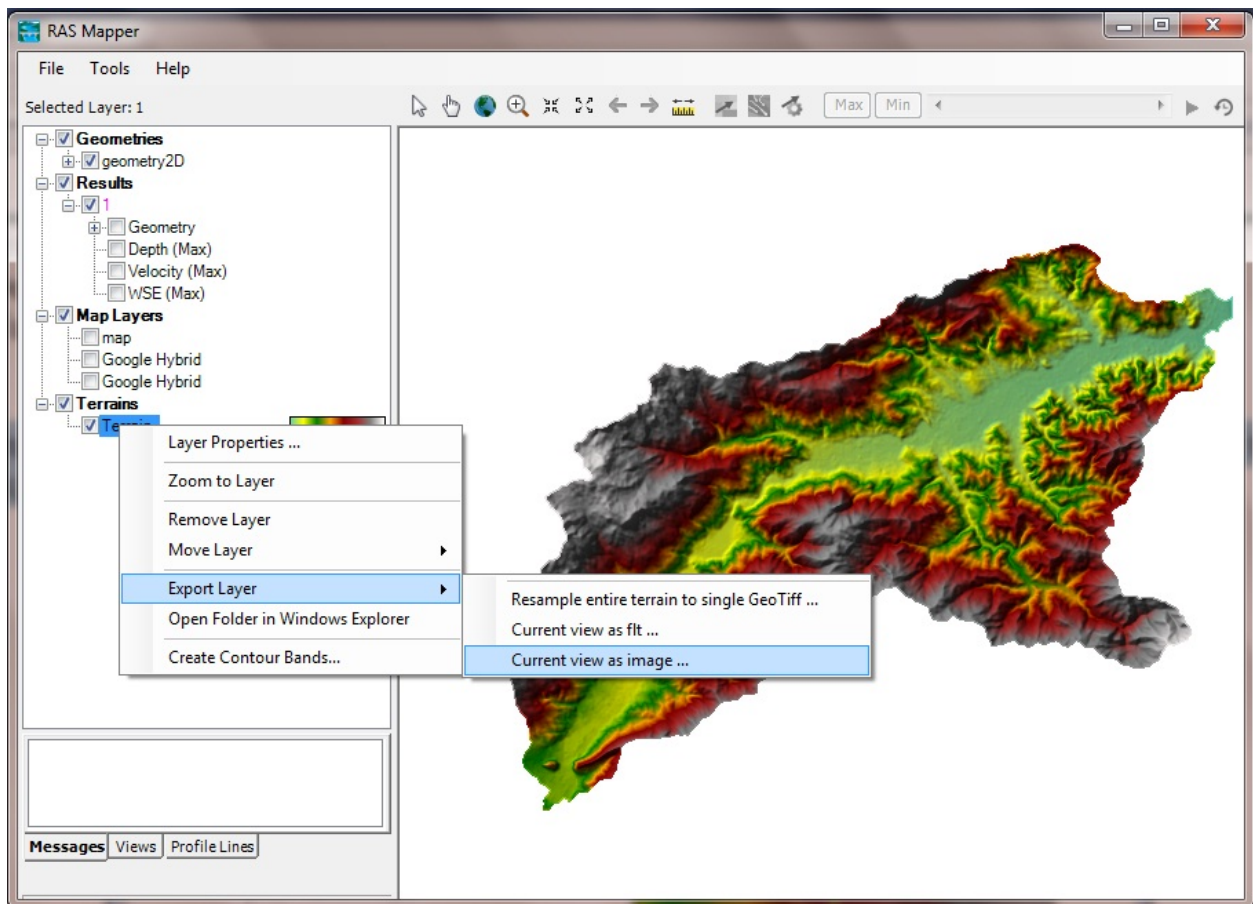 RAS Mapper
File Tools Help
Selected Layer: 1
Max Min
Geometries
geometry2D
Results
1
Geometry
Depth (Max)
Velocity (Max)
WSE (Max)
Map Layers
map
Google Hybrid
Google Hybrid
Terrains
Layer Properties ...
Zoom to Layer
Remove Layer
Move Layer
Export Layer
Open Folder in Windows Explorer
Create Contour Bands...
Resample entire terrain to single GeoTiff ...
Current view as flt ...
Current view as image ...
Messages Views Profile Lines